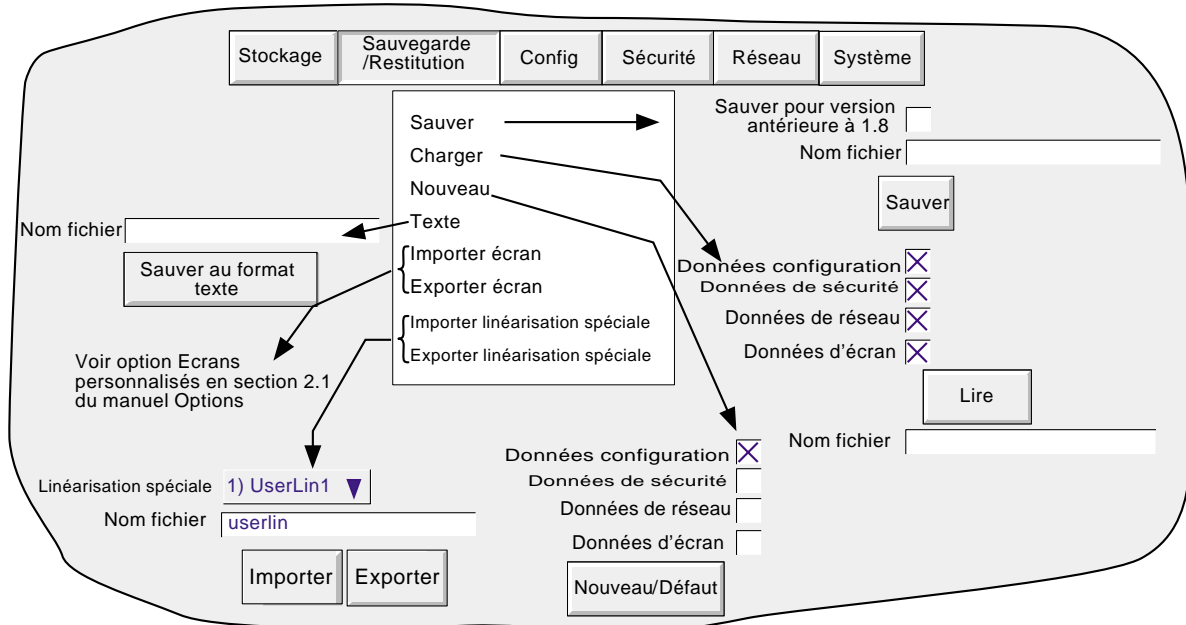 Stockage
Sauvegarde
/Restitution
Config
Sécurité
Réseau
Système
Sauver
Charger
Nouveau
Texte
Importer écran
Exporter écran
Importer linéarisation spéciale
Exporter linéarisation spéciale
Sauver pour version
antérieure à 1.8
Nom fichier
Sauver
Nom fichier
Sauver au format
texte
Données configuration
Données de sécurité
Données de réseau
Données d'écran
Lire
Nom fichier
Voir option Ecrans
personnalisés en section 2.1
du manuel Options
Linéarisation spéciale
1) UserLin1
Nom fichier
userlin
Importer
Exporter
Données configuration
Données de sécurité
Données de réseau
Données d'écran
Nouveau/Défaut